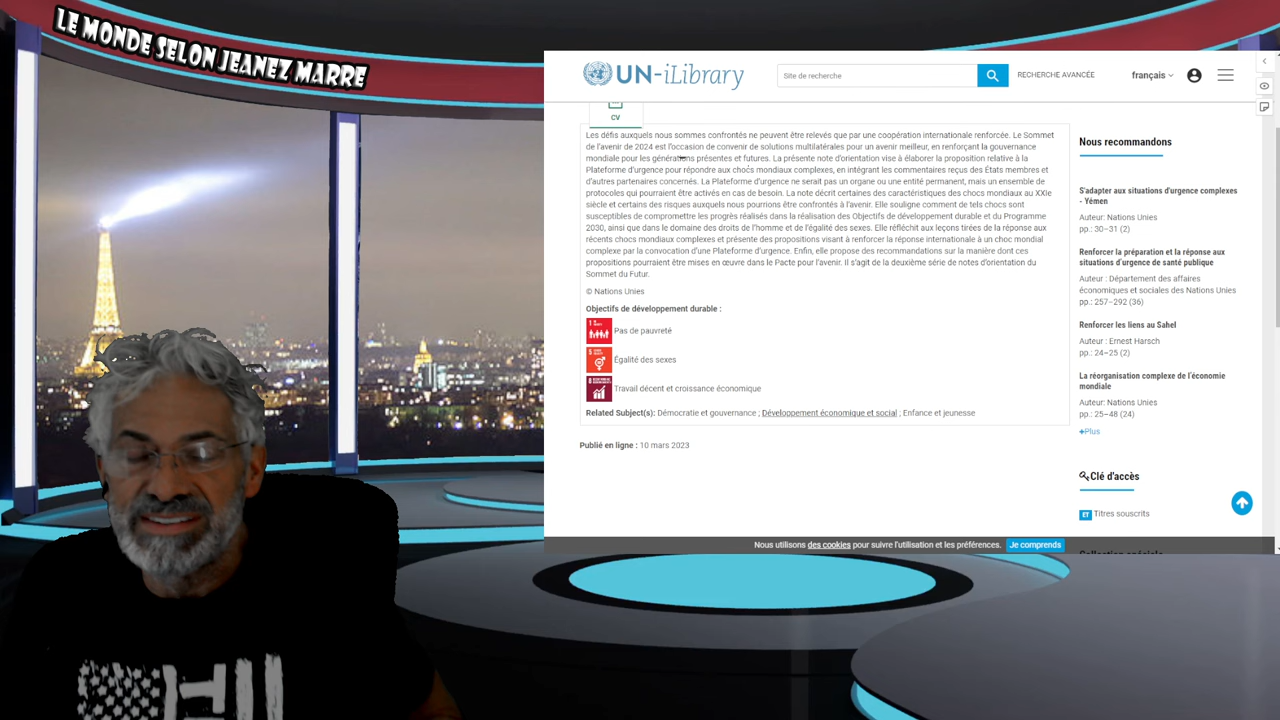 LE MONDE SELON JEANEZ MARRE
UN-iLibrary
Site de recherche
RECHERCHE AVANCÉE
français
CV
Les défis auxquels nous sommes confrontés ne peuvent être relevés que par une coopération internationale renforcée. Le Sommet
de l'avenir de 2024 est l'occasion de convenir de solutions multilatérales pour un avenir meilleur, en renforçant la gouvernance
mondiale pour les générations présentes et futures. La présente note d'orientation vise à élaborer la proposition relative à la
Plateforme d'urgence pour répondre aux chocs mondiaux complexes, en intégrant les commentaires reçus des États membres et
d'autres partenaires concernés. La Plateforme d'urgence ne serait pas un organe ou une entité permanent, mais un ensemble de
protocoles qui pourraient être activés en cas de besoin. La note décrit certaines des caractéristiques des chocs mondiaux au XXIe
siècle et certains des risques auxquels nous pourrions être confrontés à l'avenir. Elle souligne comment de tels chocs sont
susceptibles de compromettre les progrès réalisés dans la réalisation des Objectifs de développement durable et du Programme
2030, ainsi que dans le domaine des droits de l'homme et de l'égalité des sexes. Elle réfléchit aux leçons tirées de la réponse aux
récents chocs mondiaux complexes et présente des propositions visant à renforcer la réponse internationale à un choc mondial
complexe par la convocation d'une Plateforme d'urgence. Enfin, elle propose des recommandations sur la manière dont ces
propositions pourraient être mises en œuvre dans le Pacte pour l'avenir. Il s'agit de la deuxième série de notes d'orientation du
Sommet du Futur.
© Nations Unies
Objectifs de développement durable :
Pas de pauvreté
Égalité des sexes
Travail décent et croissance économique
Related Subject(s): Démocratie et gouvernance ; Développement économique et social ; Enfance et jeunesse
Publié en ligne : 10 mars 2023
Nous recommandons
S'adapter aux situations d'urgence complexes
- Yémen
Auteur: Nations Unies
pp.: 30–31 (2)
Renforcer la préparation et la réponse aux
situations d'urgence de santé publique
Auteur : Département des affaires
économiques et sociales des Nations Unies
pp.: 257–292 (36)
Renforcer les liens au Sahel
Auteur : Ernest Harsch
pp.: 24–25 (2)
La réorganisation complexe de l'économie
mondiale
Auteur: Nations Unies
pp.: 25–48 (24)
+Plus
Clé d'accès
ET Titres souscrits
Nous utilisons des cookies pour suivre l'utilisation et les préférences. Je comprends